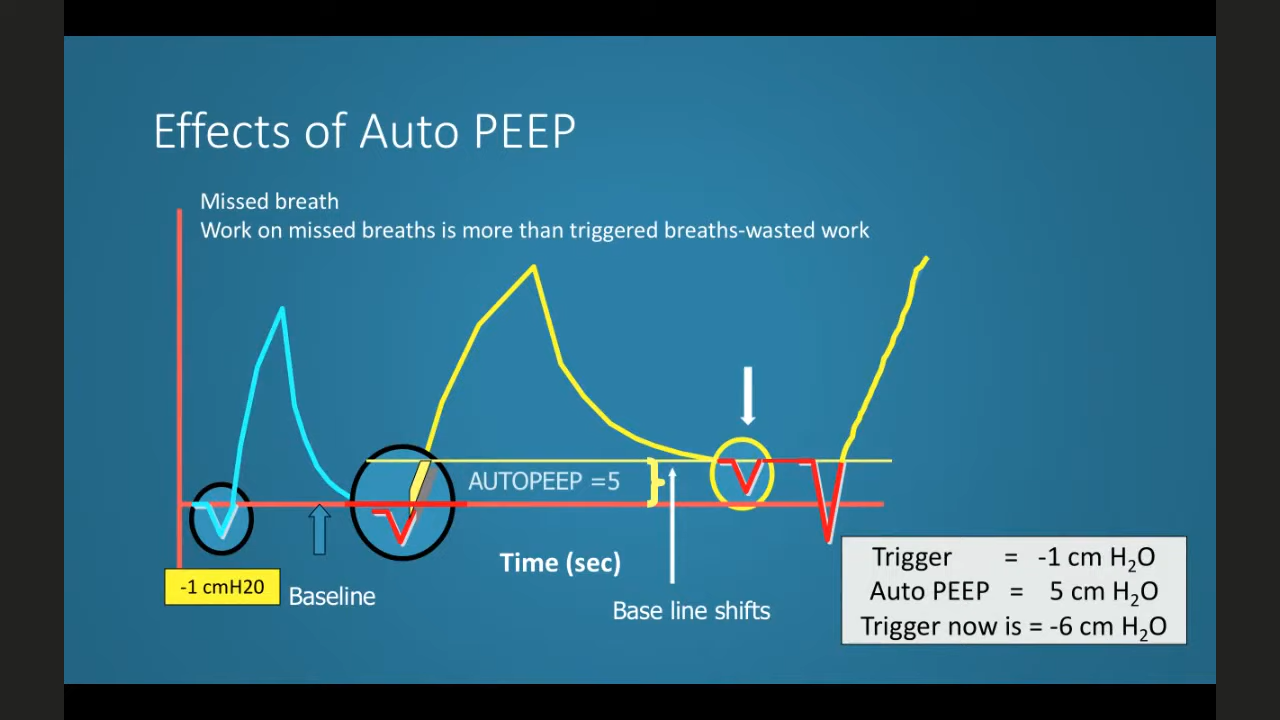 Effects of Auto PEEP
Missed breath
Work on missed breaths is more than triggered breaths-wasted work
AUTOPEEP =5
Time (sec)
-1 cmH20
Baseline
Base line shifts
Trigger = -1 cm H₂O
Auto PEEP = 5 cm H₂O
Trigger now is = -6 cm H₂O